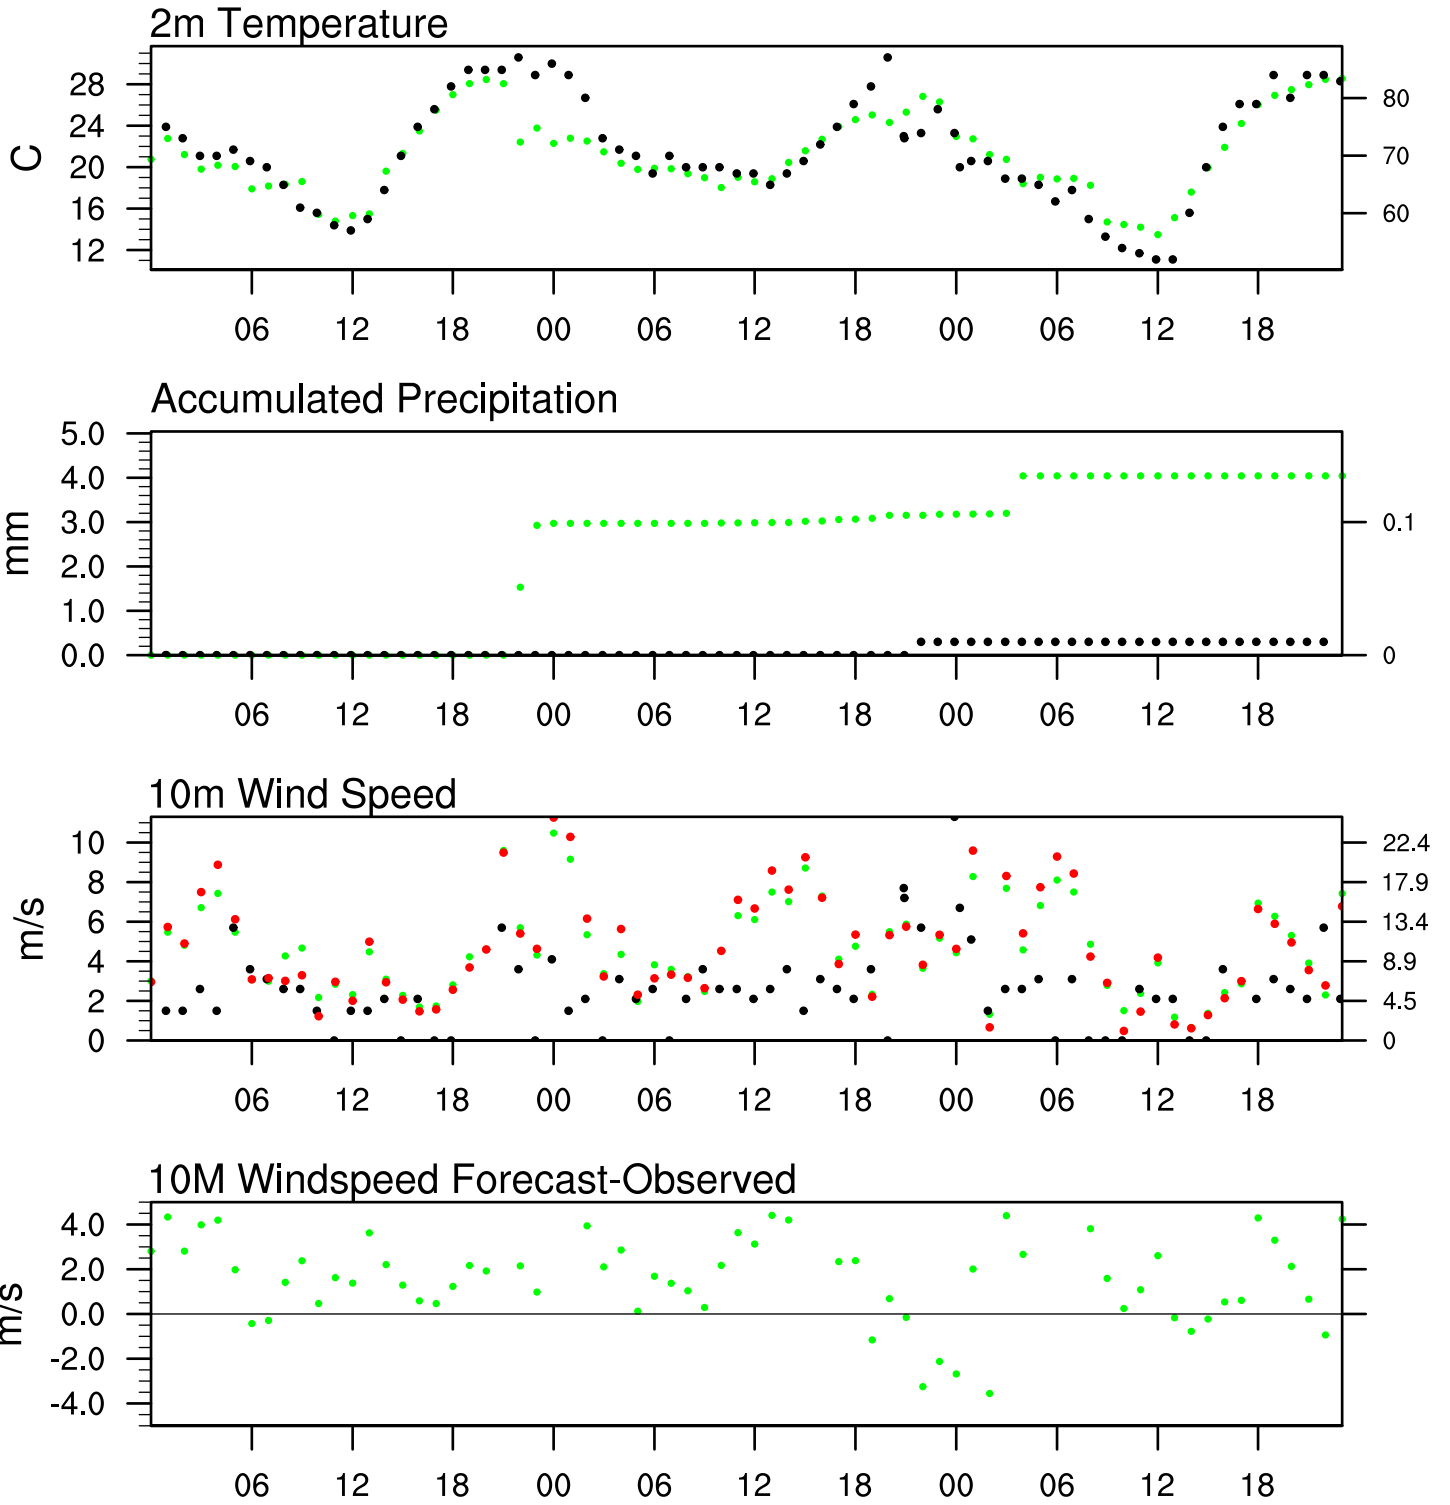 2m Temperature
C
28
24
20
16
12
80
70
60
06 12 18 00 06 12 18 00 06 12 18
Accumulated Precipitation
mm
5.0
4.0
3.0
2.0
1.0
0.0
0.1
0
06 12 18 00 06 12 18 00 06 12 18
10m Wind Speed
m/s
10
8
6
4
2
0
22.4
17.9
13.4
8.9
4.5
0
06 12 18 00 06 12 18 00 06 12 18
10M Windspeed Forecast-Observed
m/s
4.0
2.0
0.0
-2.0
-4.0
06 12 18 00 06 12 18 00 06 12 18